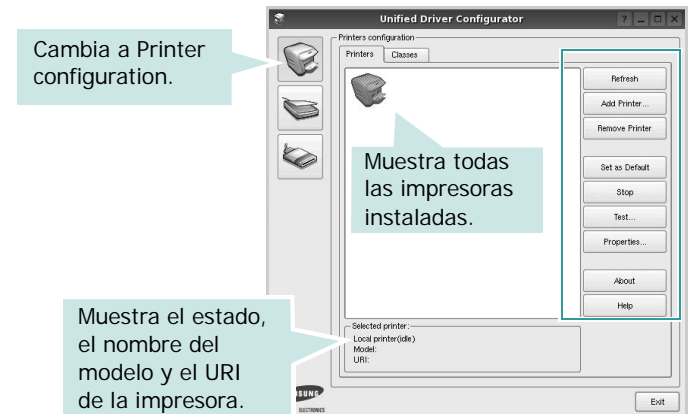 Unified Driver Configurator
Cambia a Printer
configuration.
Printers configuration
Printers
Classes
Refresh
Add Printer...
Remove Printer
Set as Default
Stop
Test...
Properties...
About
Help
Muestra todas
las impresoras
instaladas.
Muestra el estado,
el nombre del
modelo y el URI
de la impresora.
Selected printer:
Local printer(idle)
Model:
URI:
ELECTRONICS
Exit